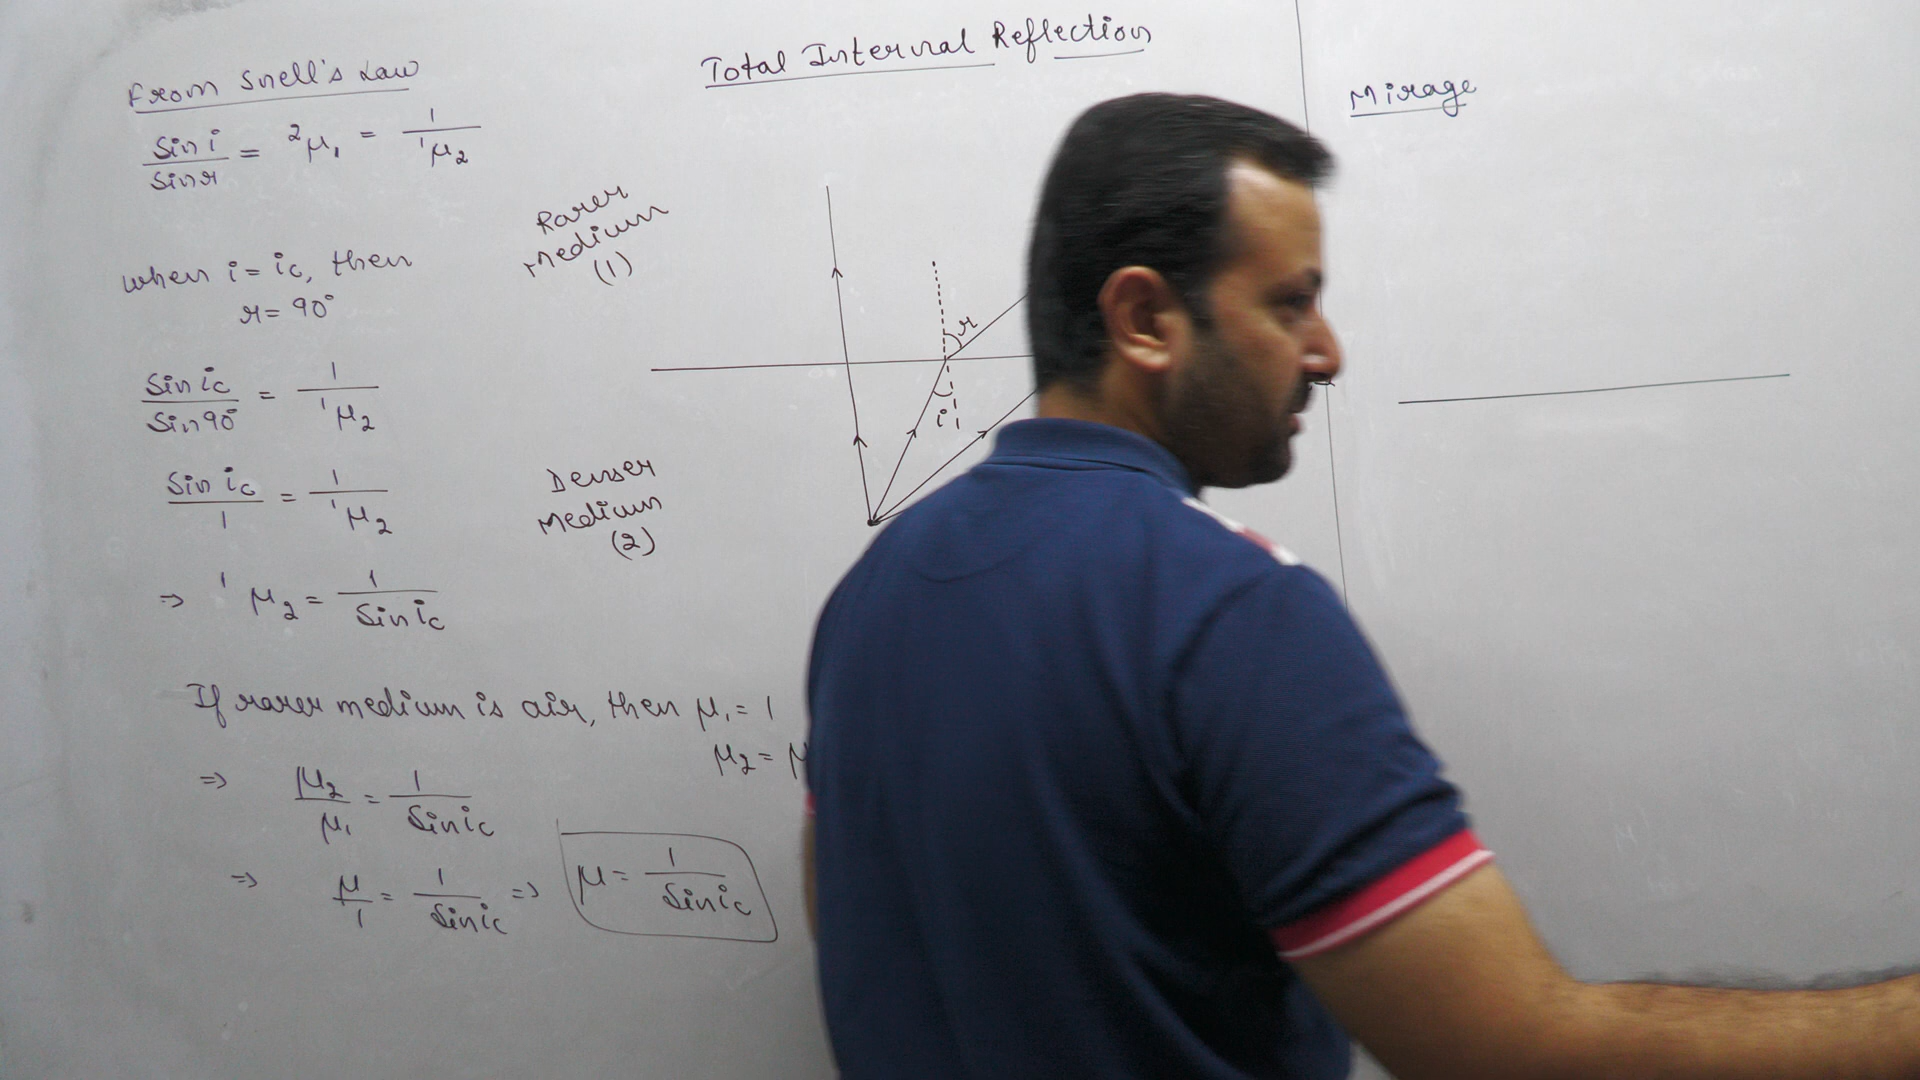 Total Internal Reflection
From Snell's Law
Sin i / Sin r = ²μ₁ = 1 / ¹μ₂
when i = ic, then
r = 90°
Sin ic / Sin 90° = 1 / ¹μ₂
Sin ic / 1 = 1 / ¹μ₂
⇒ ¹μ₂ = 1 / Sin ic
If rarer medium is air, then μ₁ = 1
μ₂ = μ
⇒ μ₂ / μ₁ = 1 / Sin ic
⇒ μ / 1 = 1 / Sin ic ⇒ μ = 1 / Sin ic
Rarer
Medium
(1)
r
i
Denser
Medium
(2)
Mirage